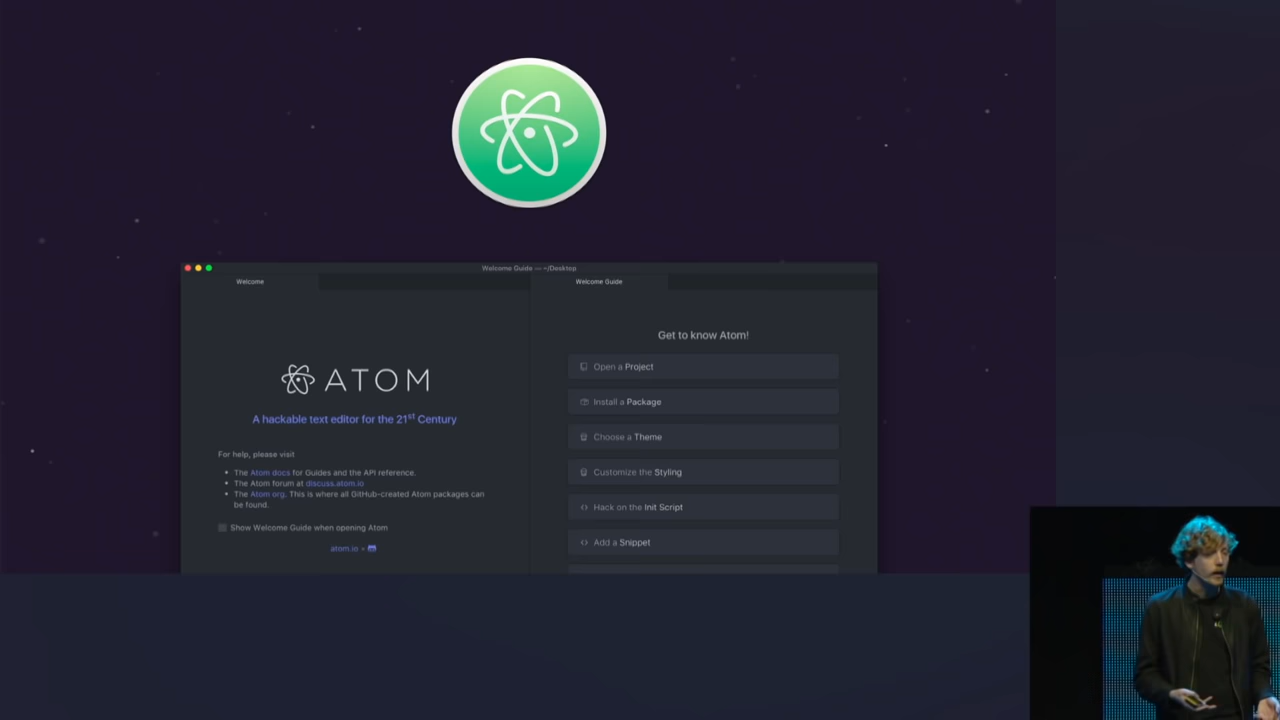 Welcome Guide — ~/Desktop
Welcome
Welcome Guide
ATOM
A hackable text editor for the 21st Century
For help, please visit
• The Atom docs for Guides and the API reference.
• The Atom forum at discuss.atom.io
• The Atom org. This is where all GitHub-created Atom packages can
be found.
Show Welcome Guide when opening Atom
atom.io ×
Get to know Atom!
Open a Project
Install a Package
Choose a Theme
Customize the Styling
Hack on the Init Script
Add a Snippet